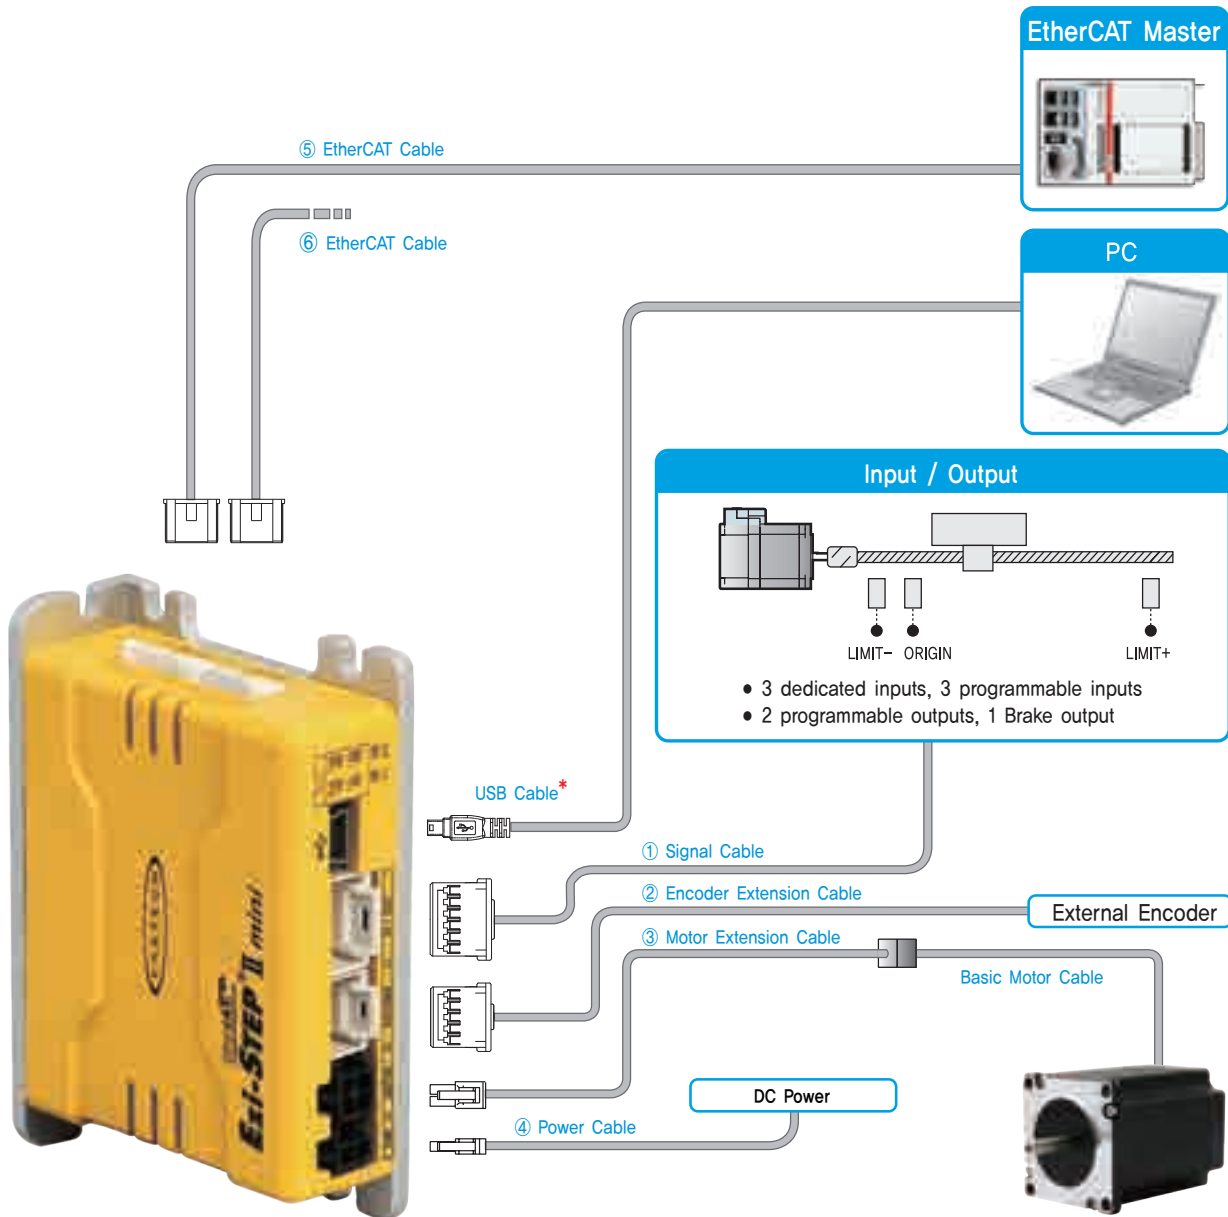 EtherCAT Master
⑤ EtherCAT Cable
⑥ EtherCAT Cable
PC
Input / Output
LIMIT- ORIGIN LIMIT+
• 3 dedicated inputs, 3 programmable inputs
• 2 programmable outputs, 1 Brake output
USB Cable*
① Signal Cable
② Encoder Extension Cable
External Encoder
③ Motor Extension Cable
Basic Motor Cable
DC Power
④ Power Cable
Ezi-STEP II mini
FASTECH